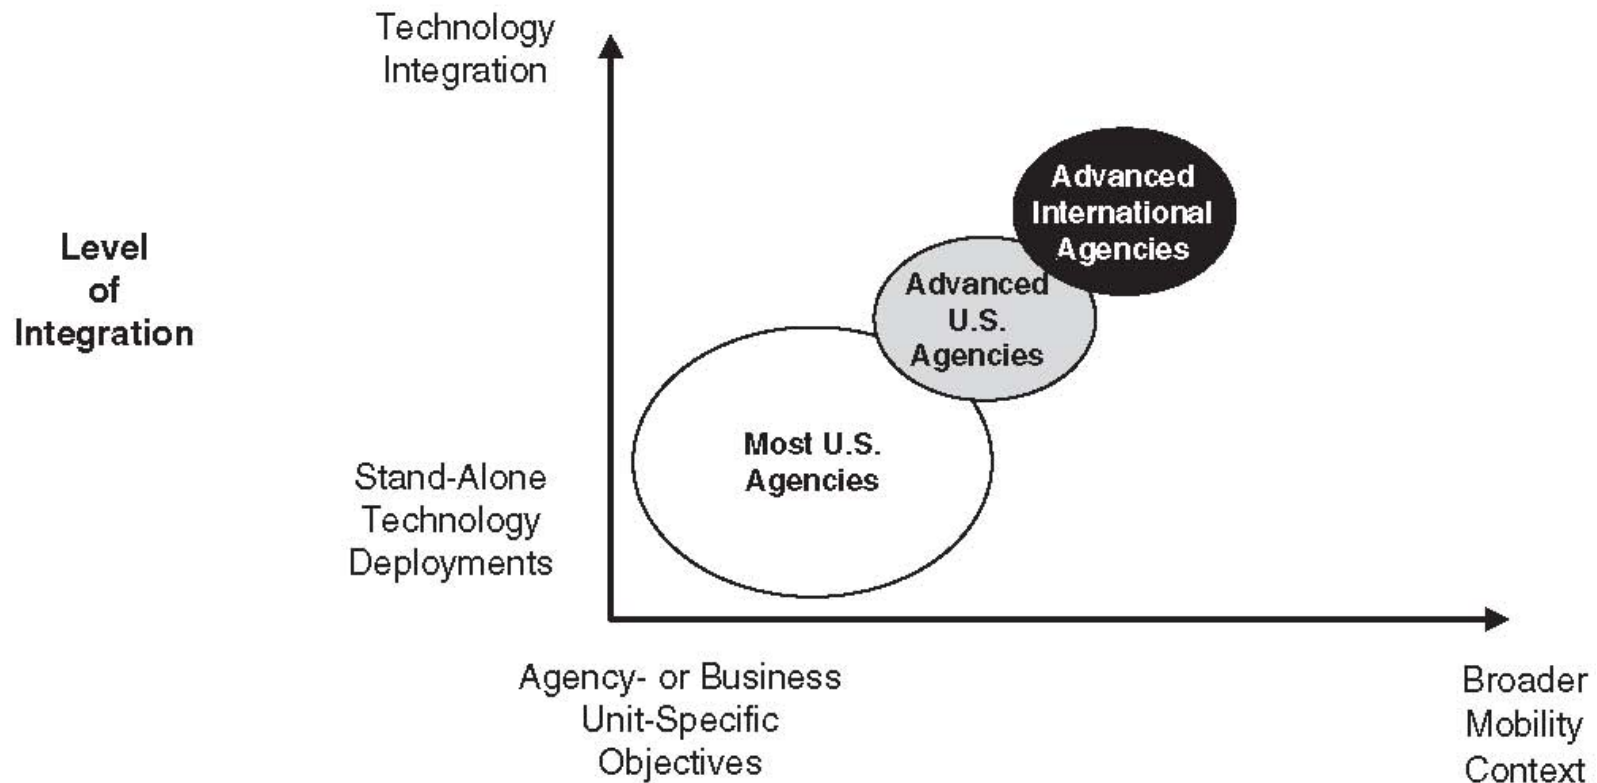 Technology
Integration
Level
of
Integration
Advanced
International
Agencies
Advanced
U.S.
Agencies
Most U.S.
Agencies
Stand-Alone
Technology
Deployments
Agency- or Business
Unit-Specific
Objectives
Broader
Mobility
Context